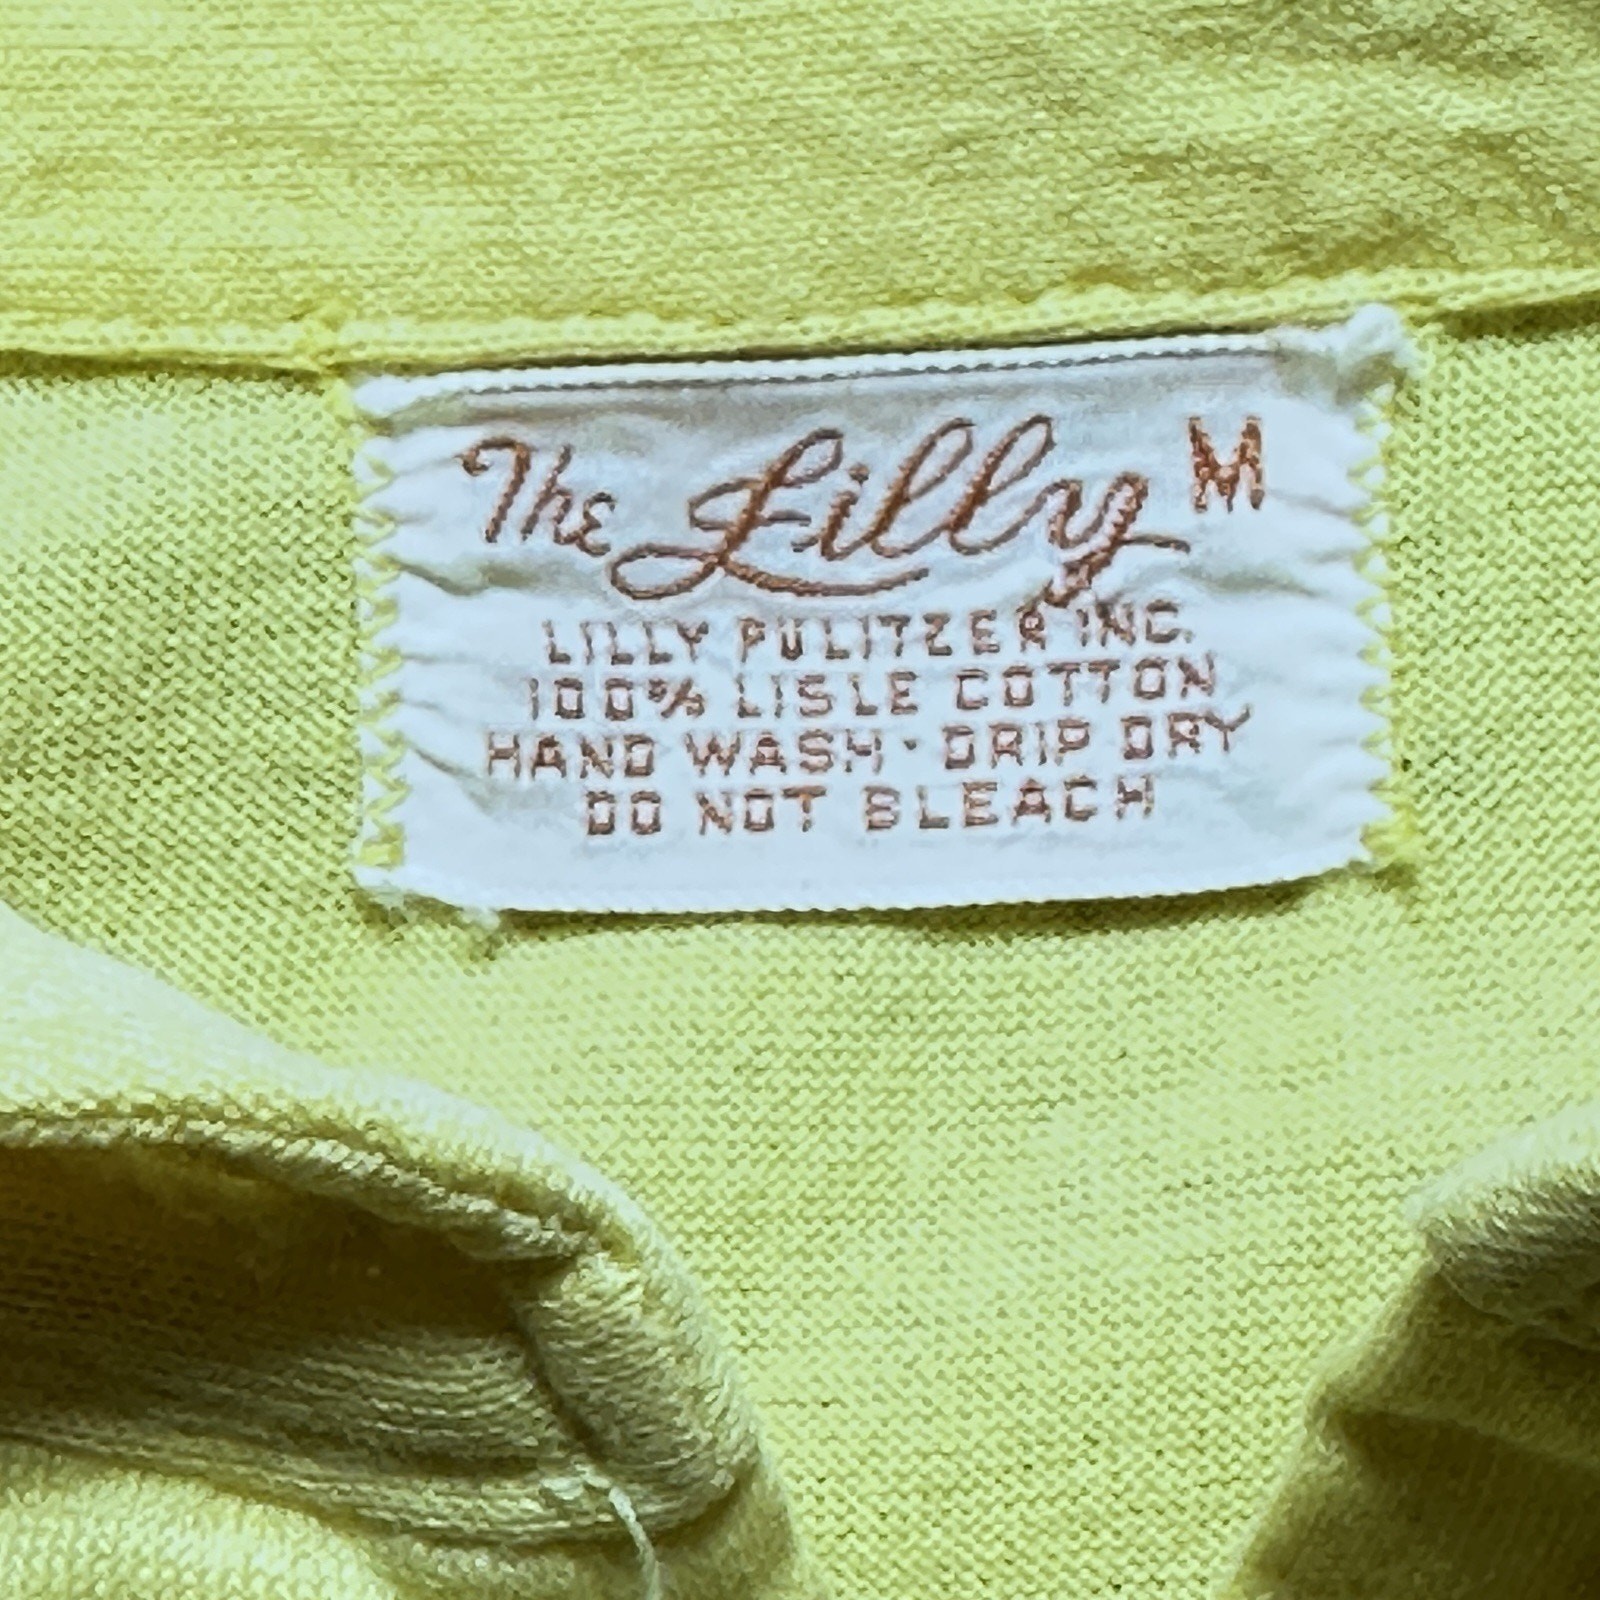 The Lilly M
LILLY PULITZER INC.
100% LISLE COTTON
HAND WASH · DRIP DRY
DO NOT BLEACH